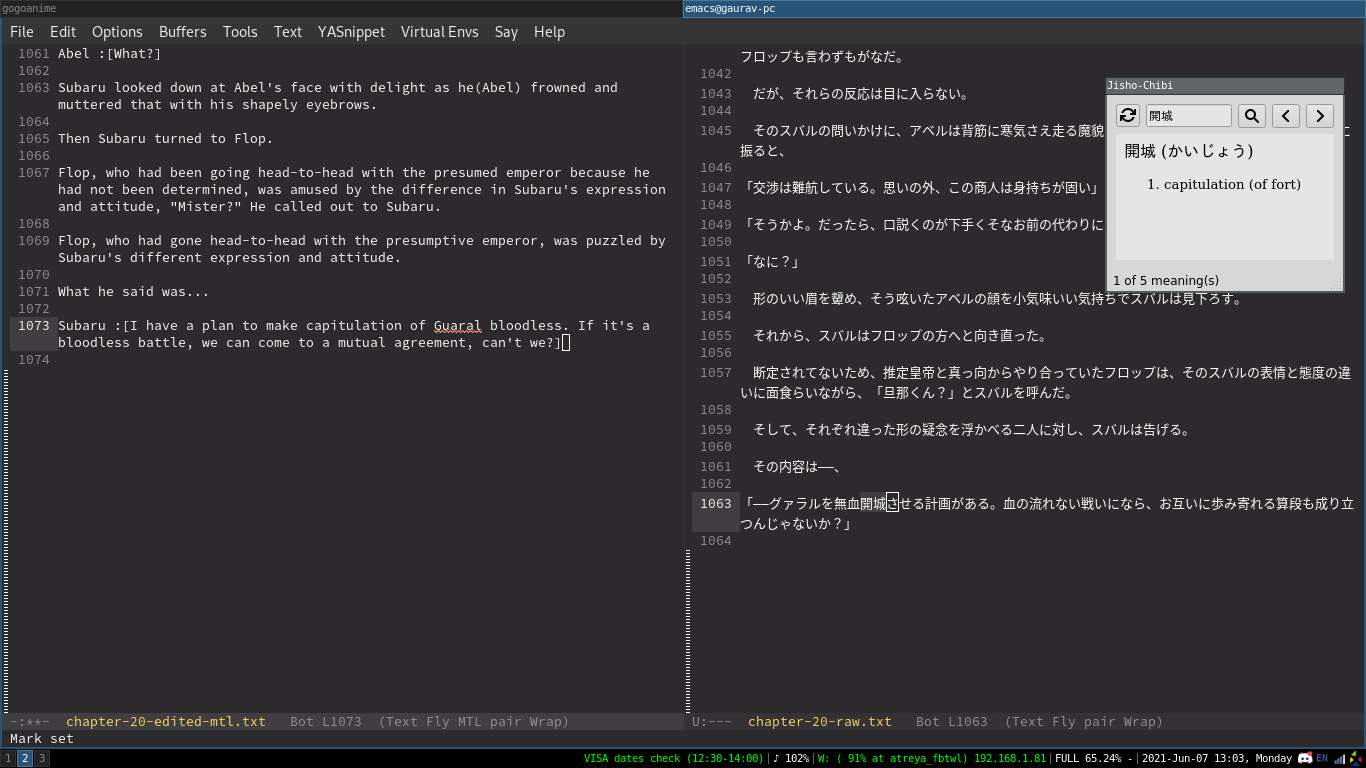 gogoanime
emacs@gaurav-pc
File Edit Options Buffers Tools Text YASnippet Virtual Envs Say Help
1061 Abel :[What?]
1062
1063 Subaru looked down at Abel's face with delight as he(Abel) frowned and
muttered that with his shapely eyebrows.
1064
1065 Then Subaru turned to Flop.
1066
1067 Flop, who had been going head-to-head with the presumed emperor because he
had not been determined, was amused by the difference in Subaru's expression
and attitude, "Mister?" He called out to Subaru.
1068
1069 Flop, who had gone head-to-head with the presumptive emperor, was puzzled by
Subaru's different expression and attitude.
1070
1071 What he said was...
1072
1073 Subaru :[I have a plan to make capitulation of Guaral bloodless. If it's a
bloodless battle, we can come to a mutual agreement, can't we?]
1074
-:**- chapter-20-edited-mtl.txt Bot L1073 (Text Fly MTL pair Wrap)
Mark set
フロップも言わずもがなだ。
1042
1043 だが、それらの反応は目に入らない。
1044
1045 そのスバルの問いかけに、アベルは背筋に寒気さえ走る魔貌
に
振ると、
1046
1047 「交渉は難航している。思いの外、この商人は身持ちが固い」
1048
1049 「そうかよ。だったら、口説くのが下手くそなお前の代わりに
1050
1051 「なに？」
1052
1053 形のいい眉を顰め、そう呟いたアベルの顔を小気味いい気持ちでスバルは見下ろす。
1054
1055 それから、スバルはフロップの方へと向き直った。
1056
1057 断定されてないため、推定皇帝と真っ向からやり合っていたフロップは、そのスバルの表情と態度の違
いに面食らいながら、「旦那くん？」とスバルを呼んだ。
1058
1059 そして、それぞれ違った形の疑念を浮かべる二人に対し、スバルは告げる。
1060
1061 その内容は――、
1062
1063 「――グァラルを無血開城させる計画がある。血の流れない戦いになら、お互いに歩み寄れる算段も成り立
つんじゃないか？」
1064
U:--- chapter-20-raw.txt Bot L1063 (Text Fly pair Wrap)
Jisho-Chibi
開城
開城 (かいじょう)
1. capitulation (of fort)
1 of 5 meaning(s)
1 2 3
VISA dates check (12:30-14:00)|♪ 102%|W: ( 91% at atreya_fbtwl) 192.168.1.81|FULL 65.24% -|2021-Jun-07 13:03, Monday EN